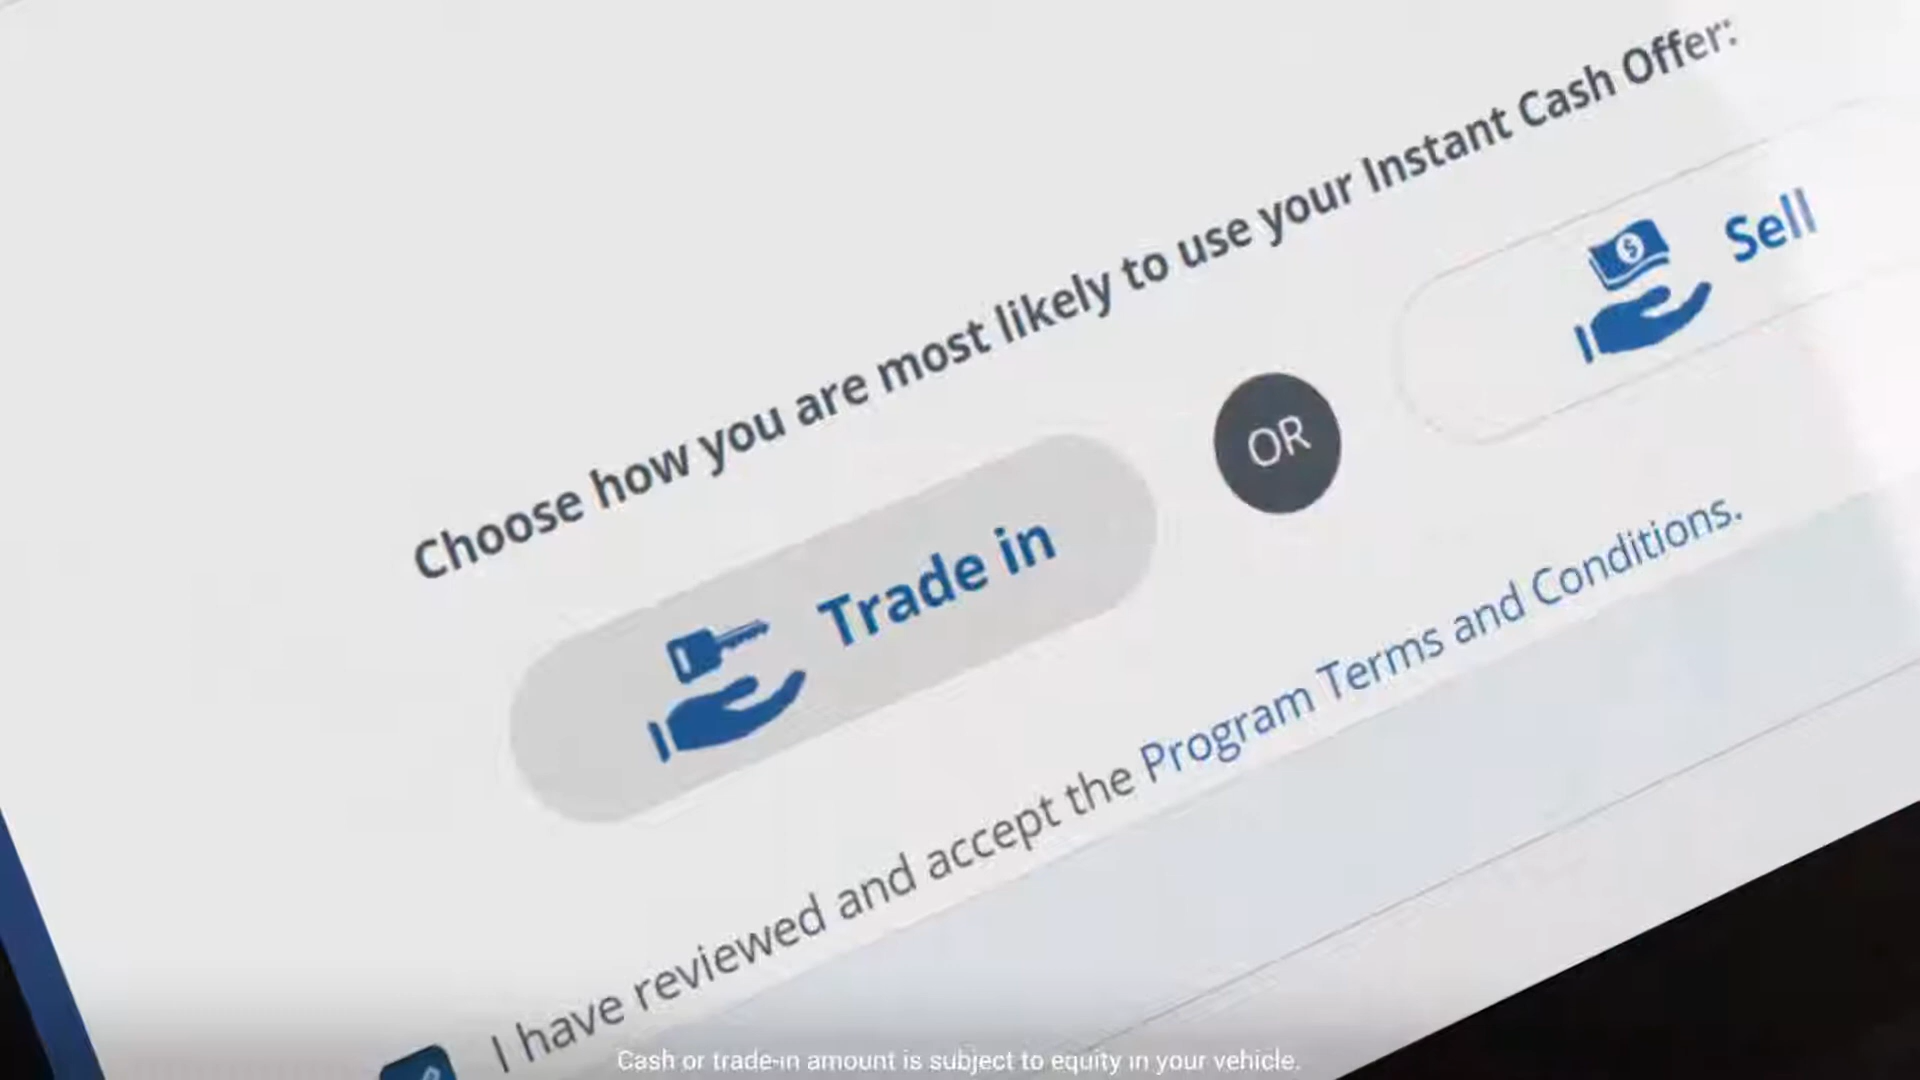 Choose how you are most likely to use your Instant Cash Offer:
Trade in
OR
Sell
I have reviewed and accept the Program Terms and Conditions.
Cash or trade-in amount is subject to equity in your vehicle.